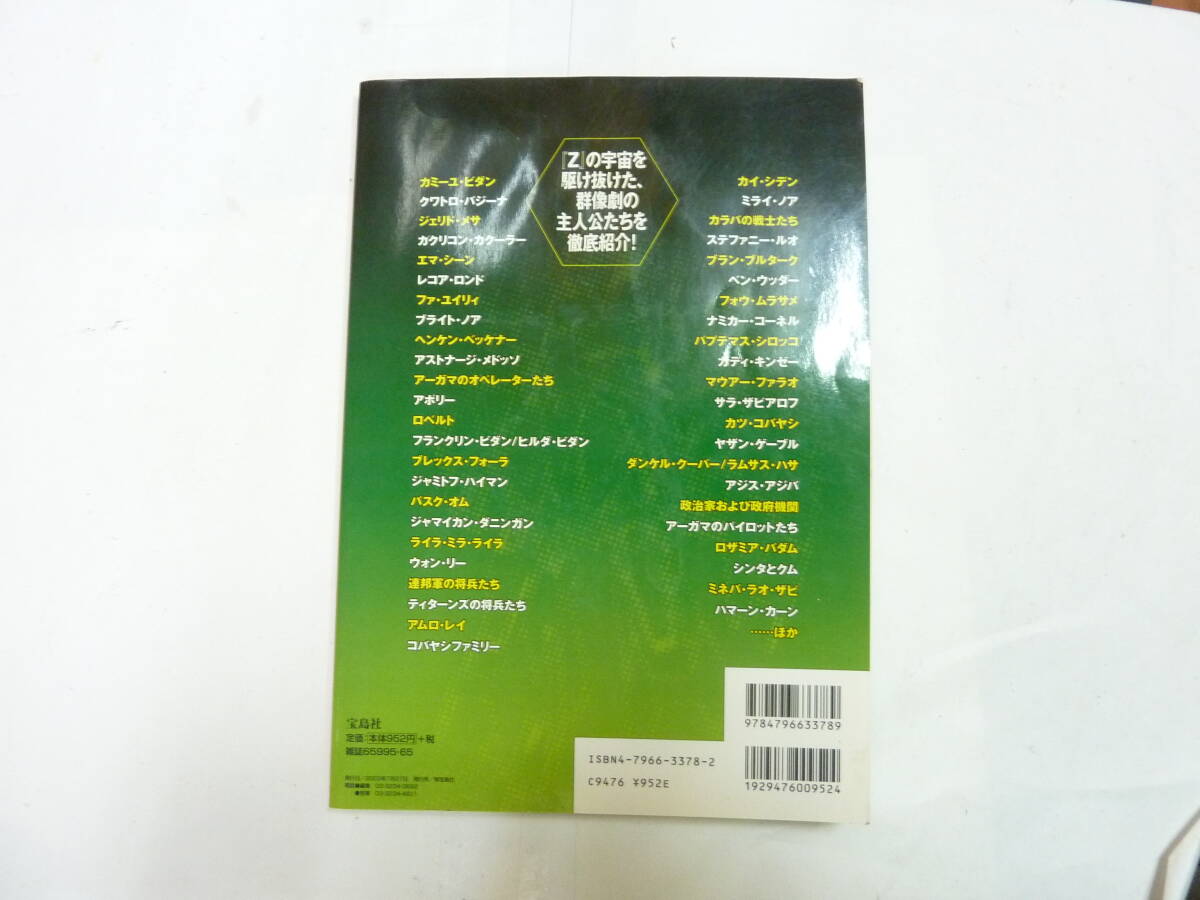 『Z』の宇宙を
駆け抜けた、
群像劇の
主人公たちを
徹底紹介!
カミーユ・ビダン
クワトロ・バジーナ
ジェリド・メサ
カクリコン・カクーラー
エマ・シーン
レコア・ロンド
ファ・ユイリィ
ブライト・ノア
ヘンケン・ベッケナー
アストナージ・メドッソ
アーガマのオペレーターたち
アポリー
ロベルト
フランクリン・ビダン/ヒルダ・ビダン
ブレックス・フォーラ
ジャミトフ・ハイマン
バスク・オム
ジャマイカン・ダニンガン
ライラ・ミラ・ライラ
ウォン・リー
連邦軍の将兵たち
ティターンズの将兵たち
アムロ・レイ
コバヤシファミリー
カイ・シデン
ミライ・ノア
カラバの戦士たち
ステファニー・ルオ
ブラン・ブルターク
ベン・ウッダー
フォウ・ムラサメ
ナミカー・コーネル
パプテマス・シロッコ
ガディ・キンゼー
マウアー・ファラオ
サラ・ザビアロフ
カツ・コバヤシ
ヤザン・ゲーブル
ダンケル・クーパー/ラムサス・ハサ
アジス・アジバ
政治家および政府機関
アーガマのパイロットたち
ロザミア・バダム
シンタとクム
ミネバ・ラオ・ザビ
ハマーン・カーン
……ほか
宝島社
定価:本体952円+税
雑誌65995-65
9784796633789
ISBN4-7966-3378-2
C9476 ¥952E
1929476009524